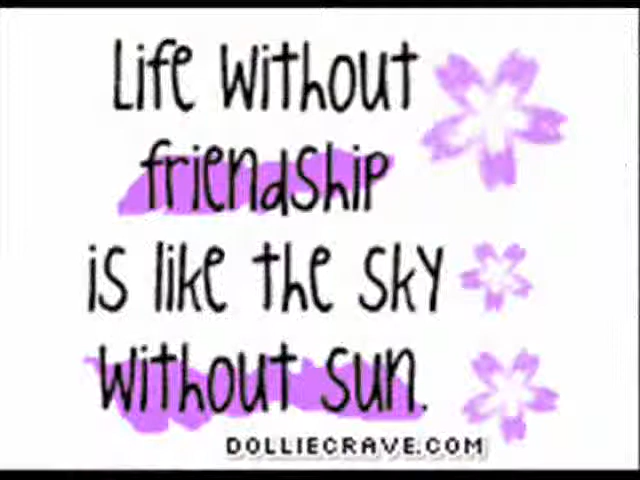 Life without
friendship
is like the sky
without sun.
DOLLIECRAVE.COM